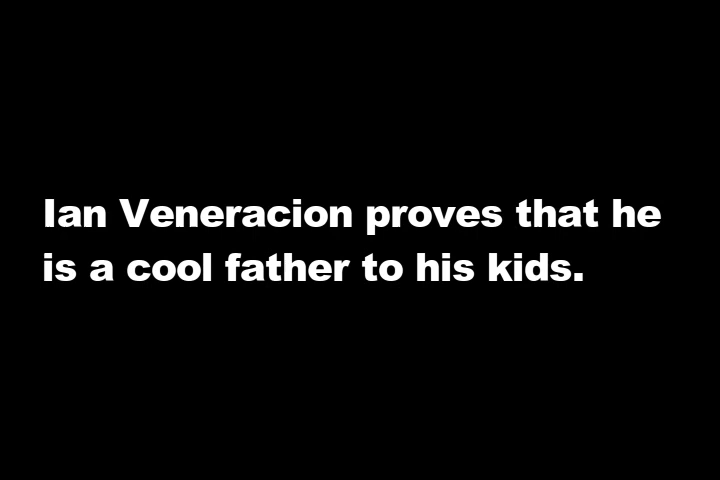 Ian Veneracion proves that he
is a cool father to his kids.